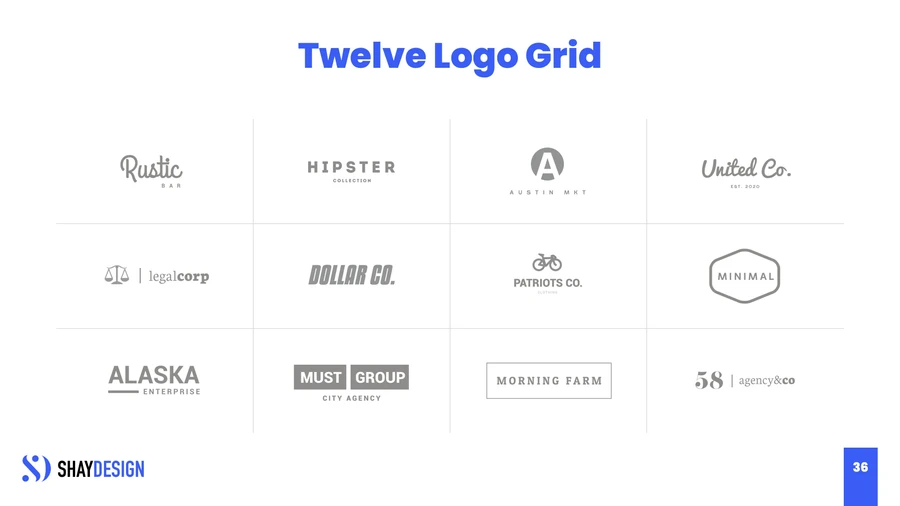 Twelve Logo Grid
Rustic
BAR
HIPSTER
COLLECTION
A
AUSTIN MKT
United Co.
EST. 2020
legalcorp
DOLLAR CO.
PATRIOTS CO.
MINIMAL
ALASKA
ENTERPRISE
MUST GROUP
CITY AGENCY
MORNING FARM
58 | agency&co
SHAYDESIGN
36